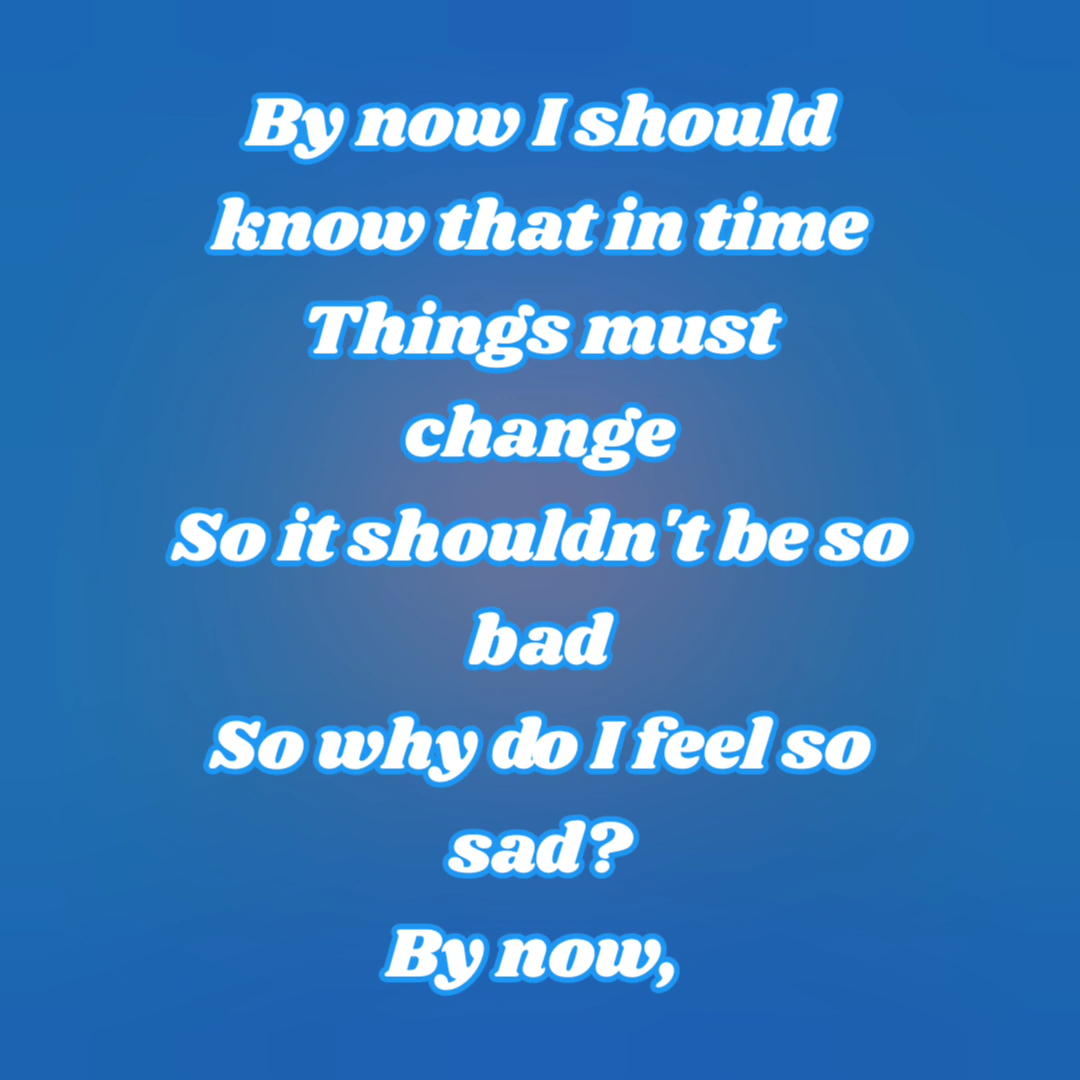 By now I should
know that in time
Things must
change
So it shouldn't be so
bad
So why do I feel so
sad?
By now,